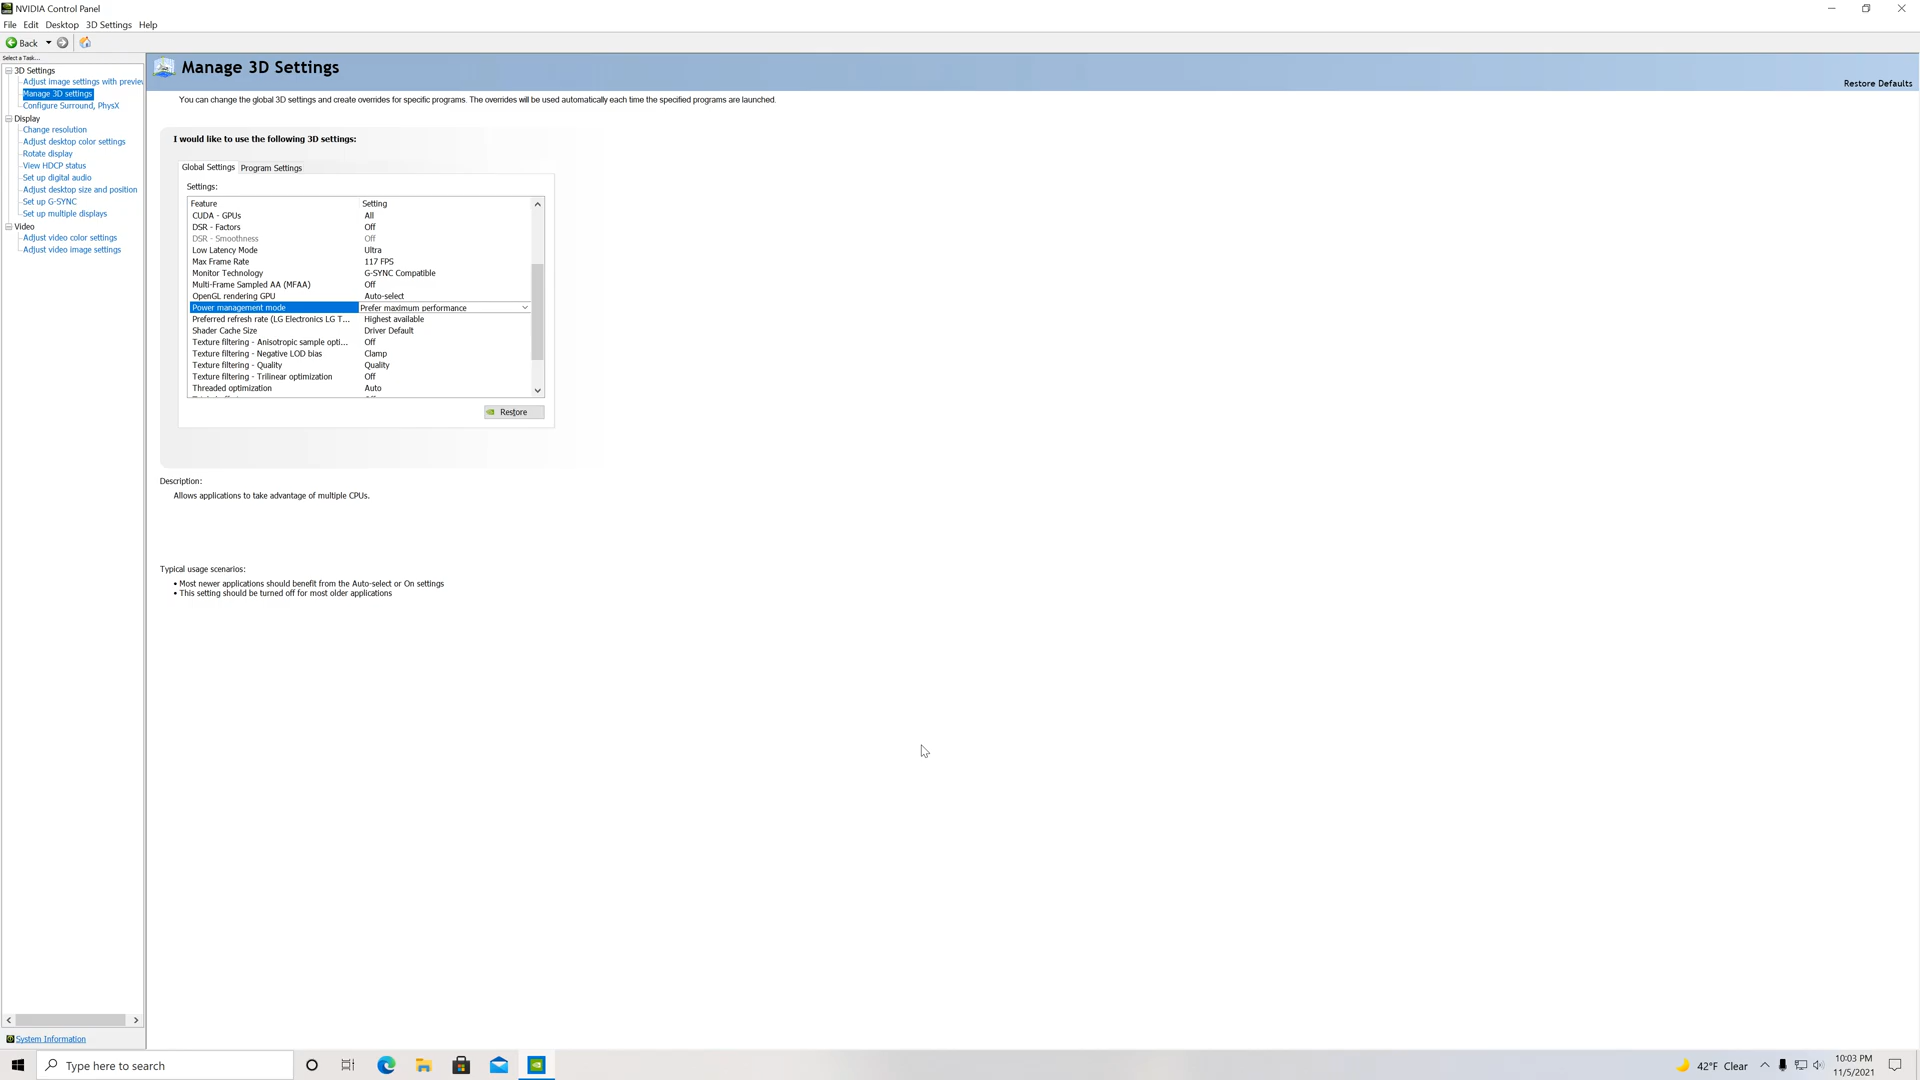 NVIDIA Control Panel
File Edit Desktop 3D Settings Help
Back
Select a Task...
3D Settings
Adjust image settings with previe
Manage 3D settings
Configure Surround, PhysX
Display
Change resolution
Adjust desktop color settings
Rotate display
View HDCP status
Set up digital audio
Adjust desktop size and position
Set up G-SYNC
Set up multiple displays
Video
Adjust video color settings
Adjust video image settings
System Information
Manage 3D Settings
Restore Defaults
You can change the global 3D settings and create overrides for specific programs. The overrides will be used automatically each time the specified programs are launched.
I would like to use the following 3D settings:
Global Settings Program Settings
Settings:
Feature Setting
CUDA - GPUs All
DSR - Factors Off
DSR - Smoothness Off
Low Latency Mode Ultra
Max Frame Rate 117 FPS
Monitor Technology G-SYNC Compatible
Multi-Frame Sampled AA (MFAA) Off
OpenGL rendering GPU Auto-select
Power management mode Prefer maximum performance
Preferred refresh rate (LG Electronics LG T... Highest available
Shader Cache Size Driver Default
Texture filtering - Anisotropic sample opti... Off
Texture filtering - Negative LOD bias Clamp
Texture filtering - Quality Quality
Texture filtering - Trilinear optimization Off
Threaded optimization Auto
Restore
Description:
Allows applications to take advantage of multiple CPUs.
Typical usage scenarios:
• Most newer applications should benefit from the Auto-select or On settings
• This setting should be turned off for most older applications
Type here to search
42°F Clear
10:03 PM
11/5/2021